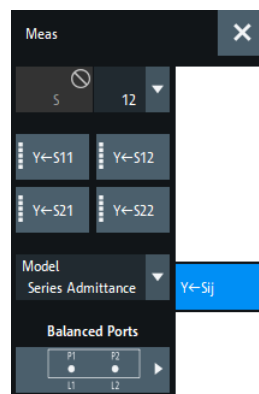 Meas
S 12
Y←S11 Y←S12
Y←S21 Y←S22
Model
Series Admittance
Y←Sij
Balanced Ports
P1 P2
L1 L2